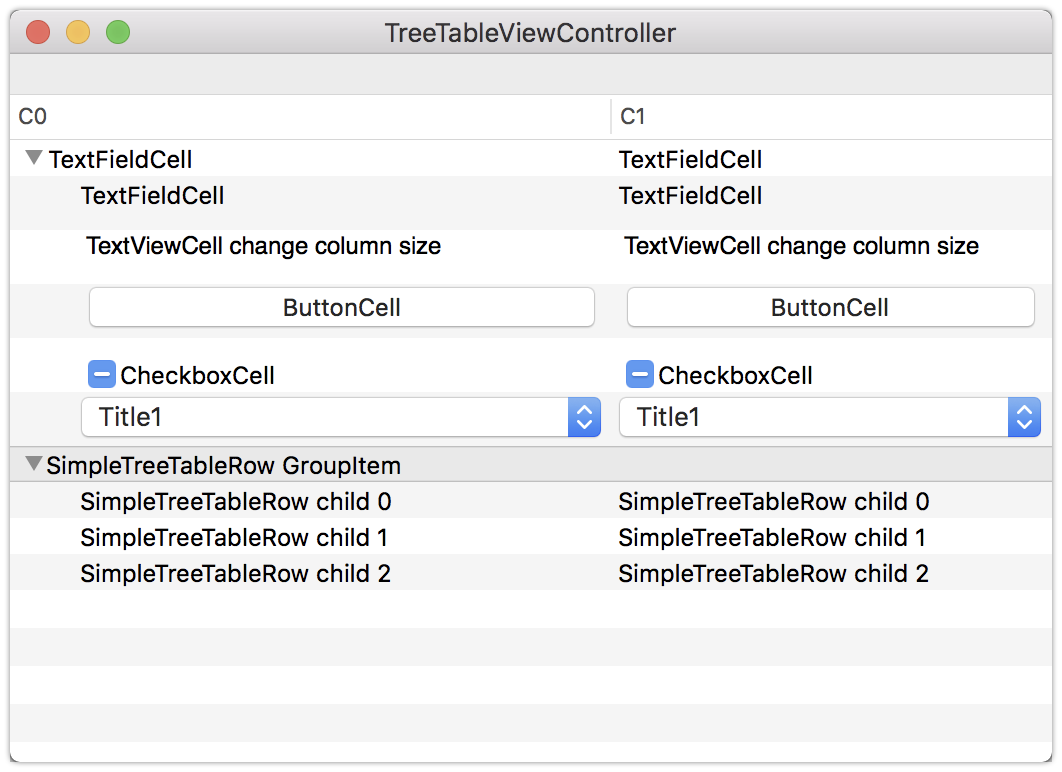 TreeTableViewController
C0 C1
TextFieldCell TextFieldCell
TextFieldCell TextFieldCell
TextViewCell change column size TextViewCell change column size
ButtonCell ButtonCell
CheckboxCell CheckboxCell
Title1 Title1
SimpleTreeTableRow GroupItem
SimpleTreeTableRow child 0 SimpleTreeTableRow child 0
SimpleTreeTableRow child 1 SimpleTreeTableRow child 1
SimpleTreeTableRow child 2 SimpleTreeTableRow child 2